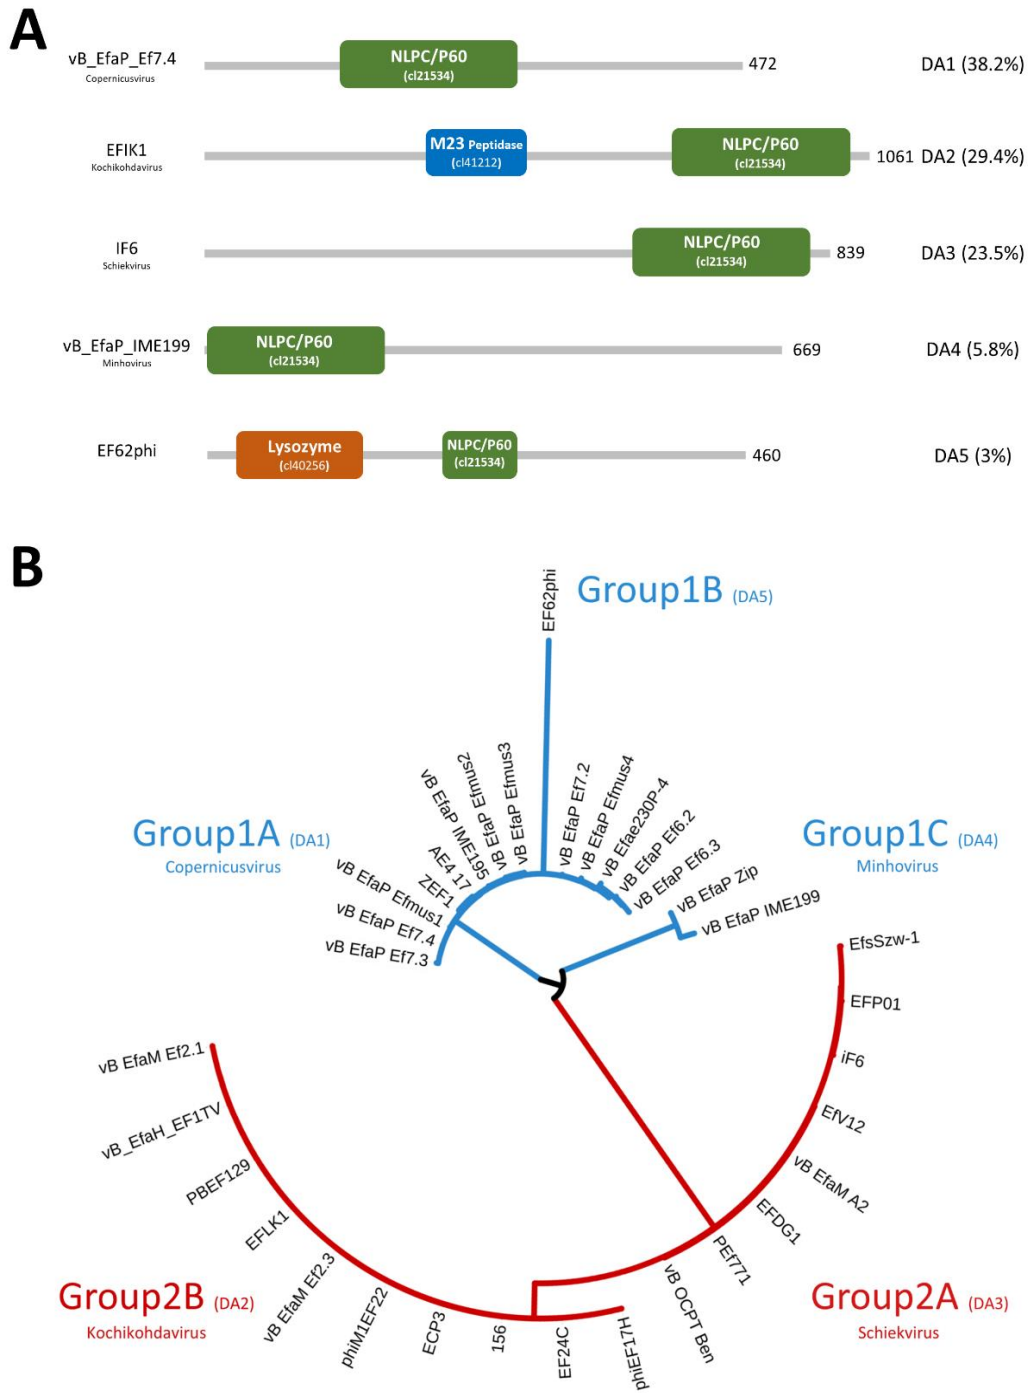 A
vB_EfaP_Ef7.4
Copernicusvirus
NLPC/P60
(cl21534)
472
DA1 (38.2%)
EFIK1
Kochikohdavirus
M23 Peptidase
(cl41212)
NLPC/P60
(cl21534)
1061
DA2 (29.4%)
IF6
Schiekvirus
NLPC/P60
(cl21534)
839
DA3 (23.5%)
vB_EfaP_IME199
Minhovirus
NLPC/P60
(cl21534)
669
DA4 (5.8%)
EF62phi
Lysozyme
(cl40256)
NLPC/P60
(cl21534)
460
DA5 (3%)
B
Group1B (DA5)
EF62phi
Group1A (DA1)
Copernicusvirus
vB EfaP Ef7.3
vB EfaP Ef7.4
vB EfaP Efmus1
ZEF1
AE4 17
vB EfaP IME195
vB EfaP Efmus2
vB EfaP Efmus3
vB EfaP Ef7.2
vB EfaP Efmus4
vB Efae230P-4
vB EfaP Ef6.2
vB EfaP Ef6.3
Group1C (DA4)
Minhovirus
vB EfaP Zip
vB EfaP IME199
EfsSzw-1
EFP01
iF6
EfV12
vB EfaM A2
EFDG1
PEf771
vB OCPT Ben
Group2A (DA3)
Schiekvirus
phiEF17H
EF24C
156
ECP3
phiM1EF22
vB EfaM Ef2.3
EFLK1
PBEF129
vB_EfaH_EF1TV
vB EfaM Ef2.1
Group2B (DA2)
Kochikohdavirus